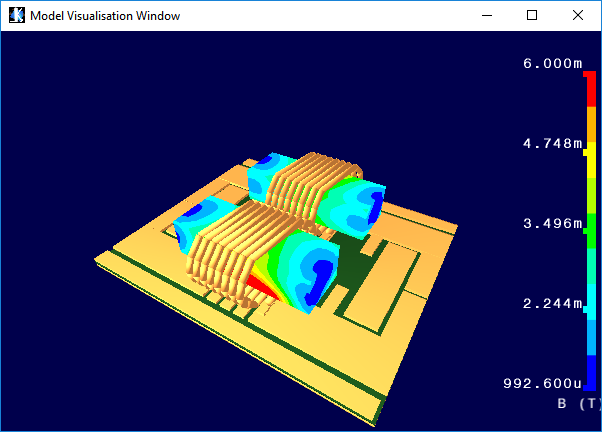 Model Visualisation Window
6.000m
4.748m
3.496m
2.244m
992.600u
B (T)